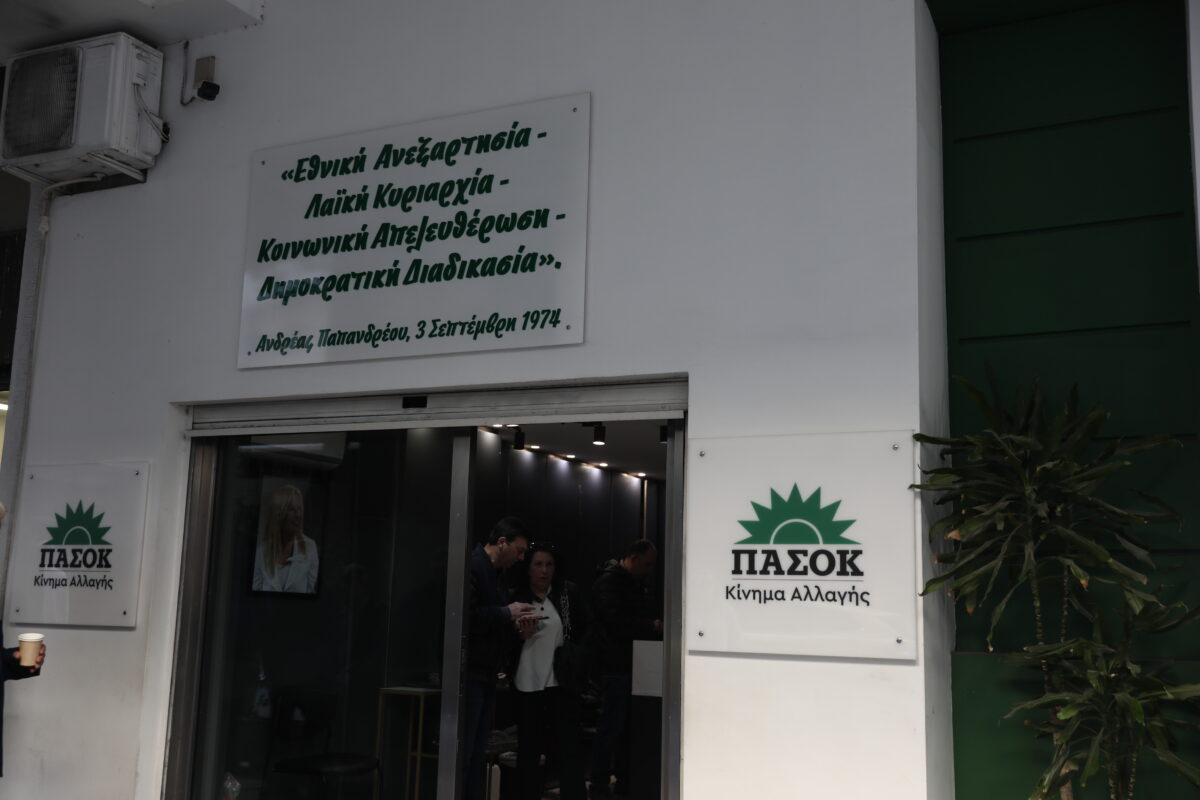 «Εθνική Ανεξαρτησία -
Λαϊκή Κυριαρχία -
Κοινωνική Απελευθέρωση -
Δημοκρατική Διαδικασία».
Ανδρέας Παπανδρέου, 3 Σεπτέμβρη 1974
ΠΑΣΟΚ
Κίνημα Αλλαγής
ΠΑΣΟΚ
Κίνημα Αλλαγής